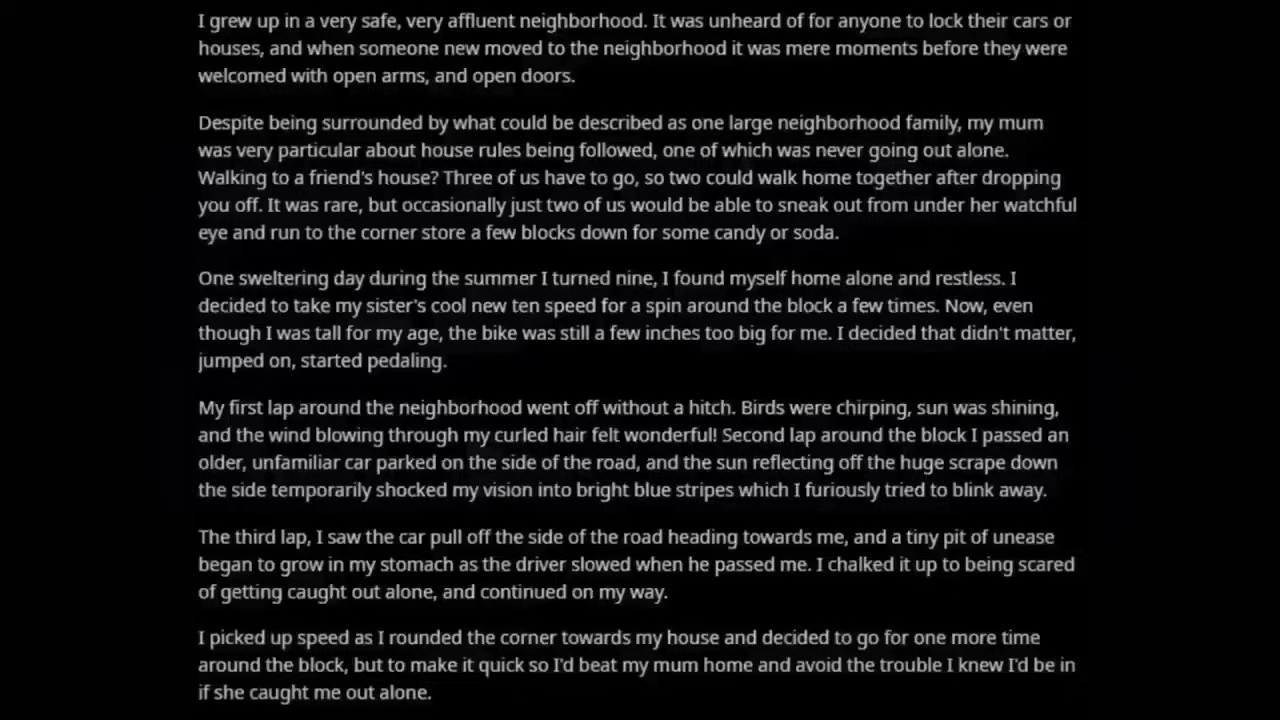 I grew up in a very safe, very affluent neighborhood. It was unheard of for anyone to lock their cars or
houses, and when someone new moved to the neighborhood it was mere moments before they were
welcomed with open arms, and open doors.
Despite being surrounded by what could be described as one large neighborhood family, my mum
was very particular about house rules being followed, one of which was never going out alone.
Walking to a friend's house? Three of us have to go, so two could walk home together after dropping
you off. It was rare, but occasionally just two of us would be able to sneak out from under her watchful
eye and run to the corner store a few blocks down for some candy or soda.
One sweltering day during the summer I turned nine, I found myself home alone and restless. I
decided to take my sister's cool new ten speed for a spin around the block a few times. Now, even
though I was tall for my age, the bike was still a few inches too big for me. I decided that didn't matter,
jumped on, started pedaling.
My first lap around the neighborhood went off without a hitch. Birds were chirping, sun was shining,
and the wind blowing through my curled hair felt wonderful! Second lap around the block I passed an
older, unfamiliar car parked on the side of the road, and the sun reflecting off the huge scrape down
the side temporarily shocked my vision into bright blue stripes which I furiously tried to blink away.
The third lap, I saw the car pull off the side of the road heading towards me, and a tiny pit of unease
began to grow in my stomach as the driver slowed when he passed me. I chalked it up to being scared
of getting caught out alone, and continued on my way.
I picked up speed as I rounded the corner towards my house and decided to go for one more time
around the block, but to make it quick so I'd beat my mum home and avoid the trouble I knew I'd be in
if she caught me out alone.